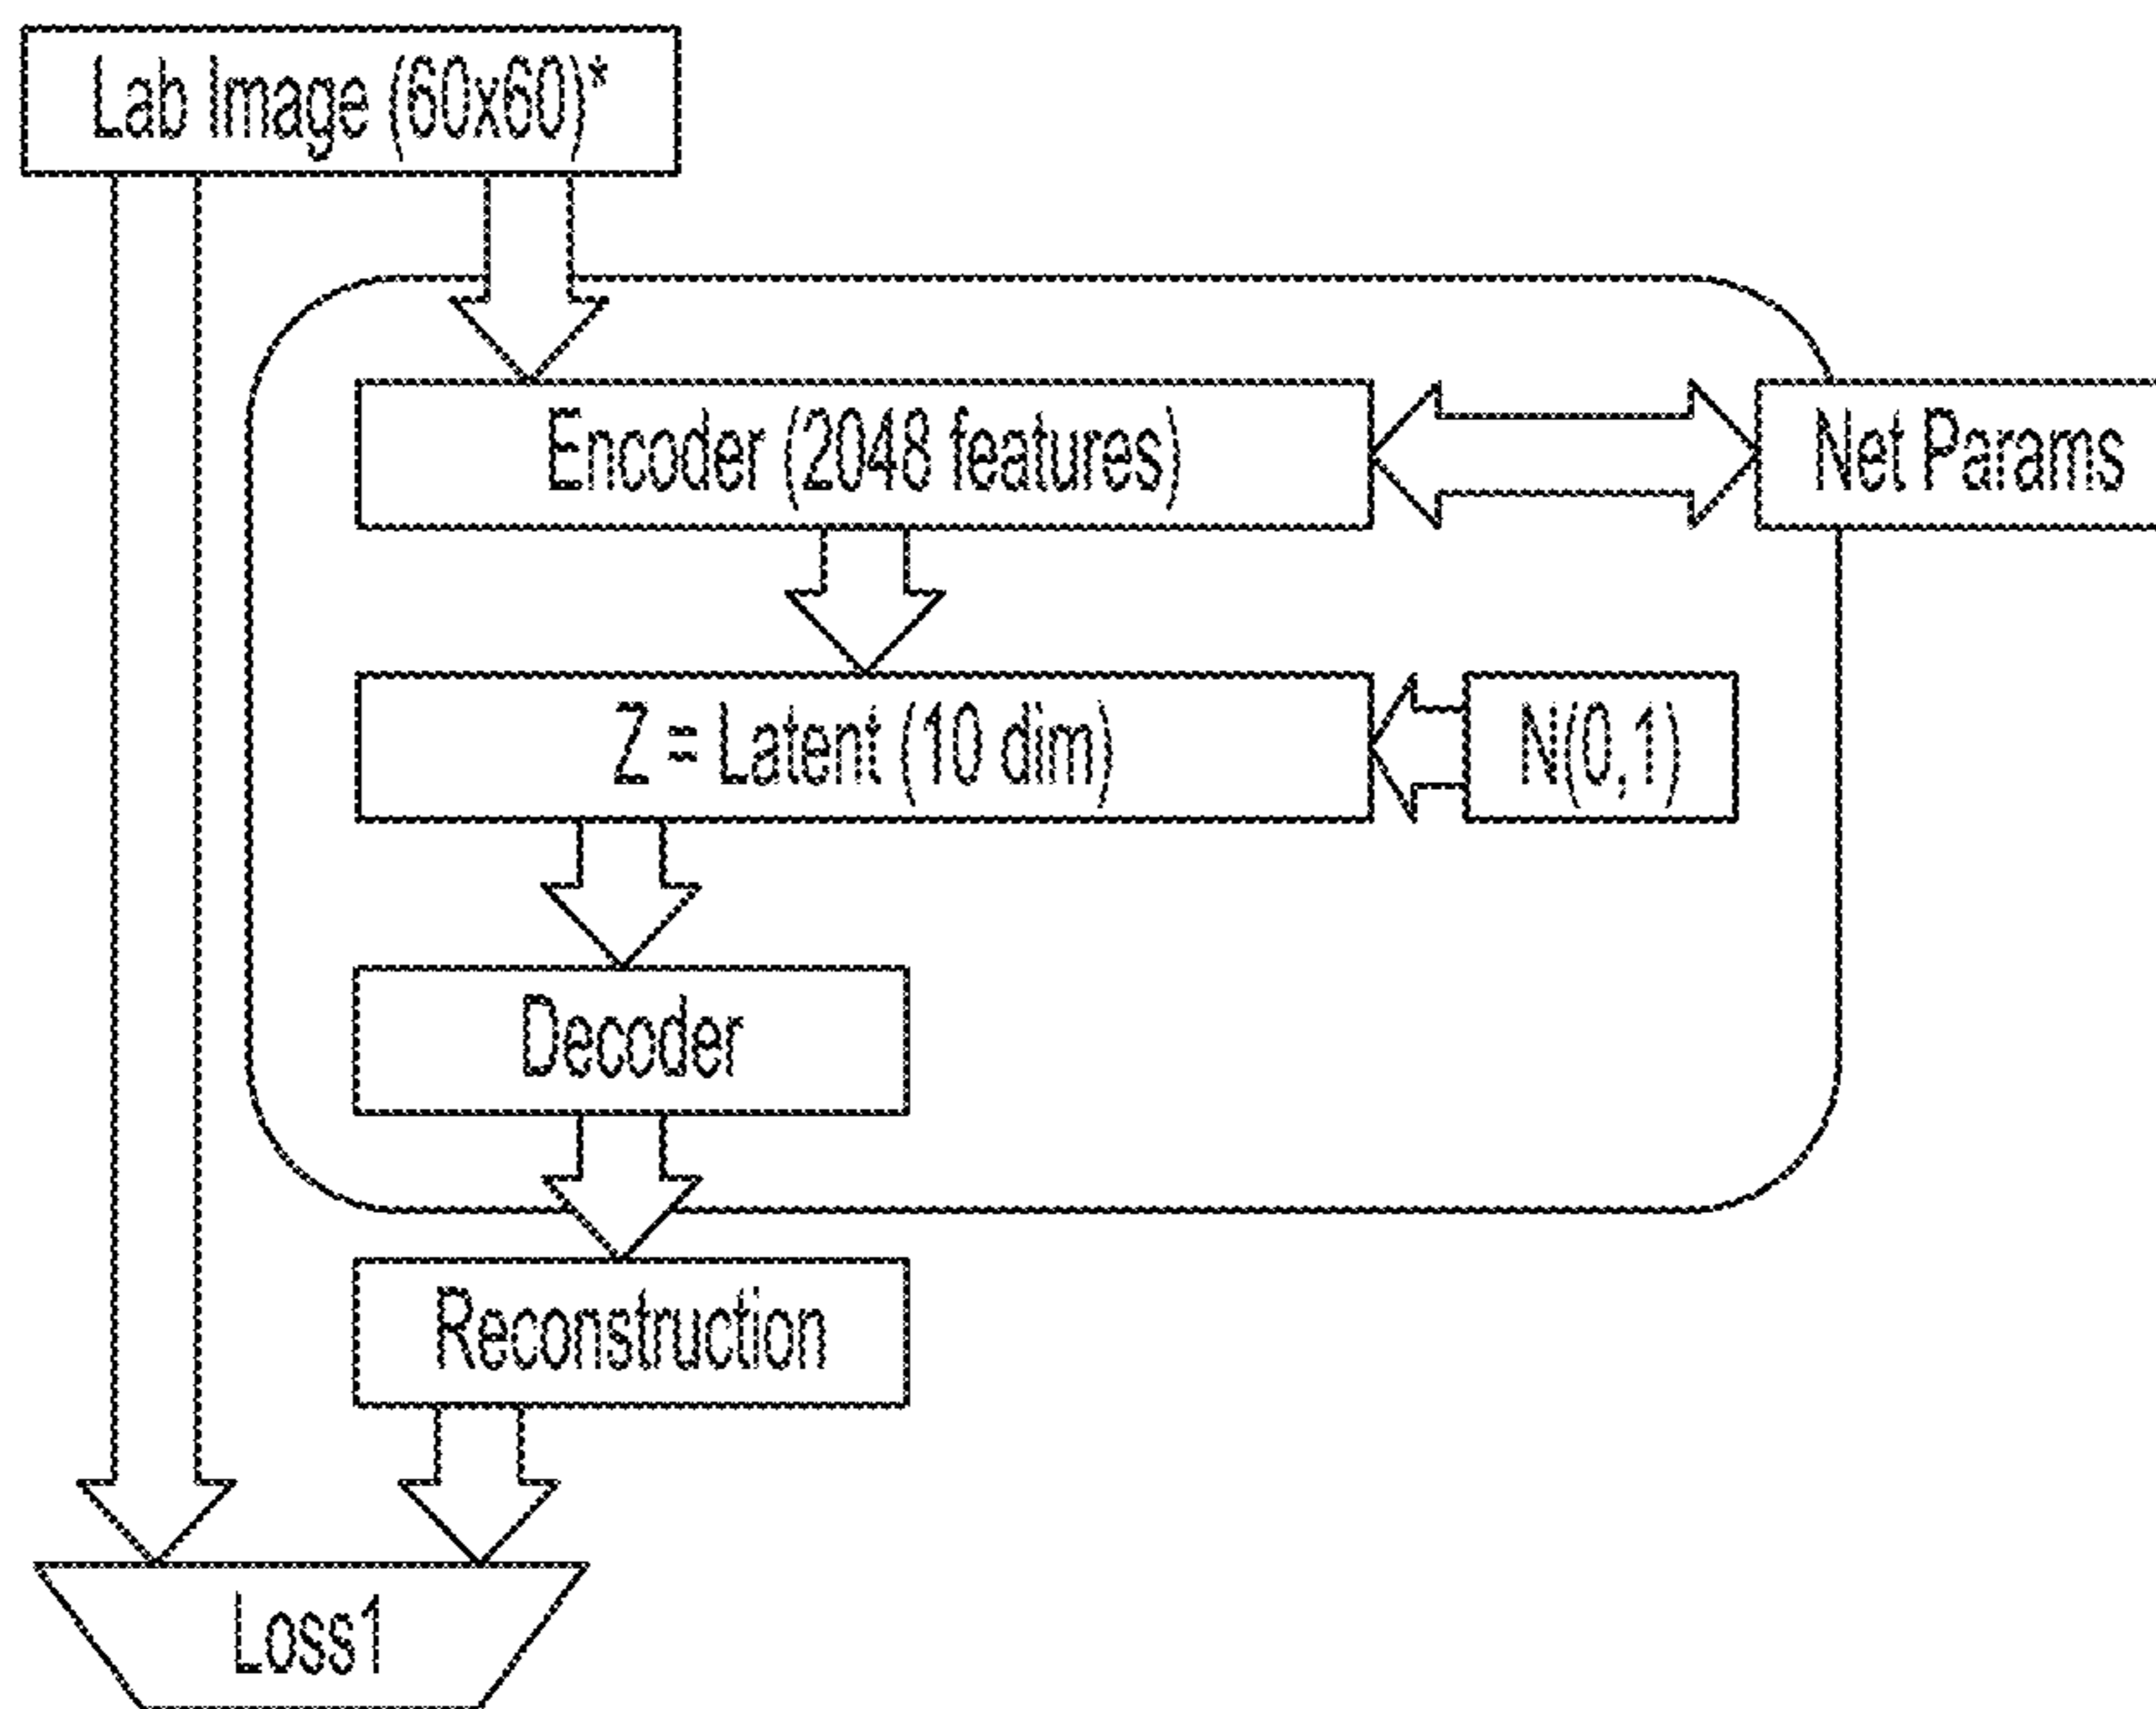 Lab Image (60x60)*
Encoder (2048 features)
Net Params
Z = Latent (10 dim)
N(0,1)
Decoder
Reconstruction
Loss1